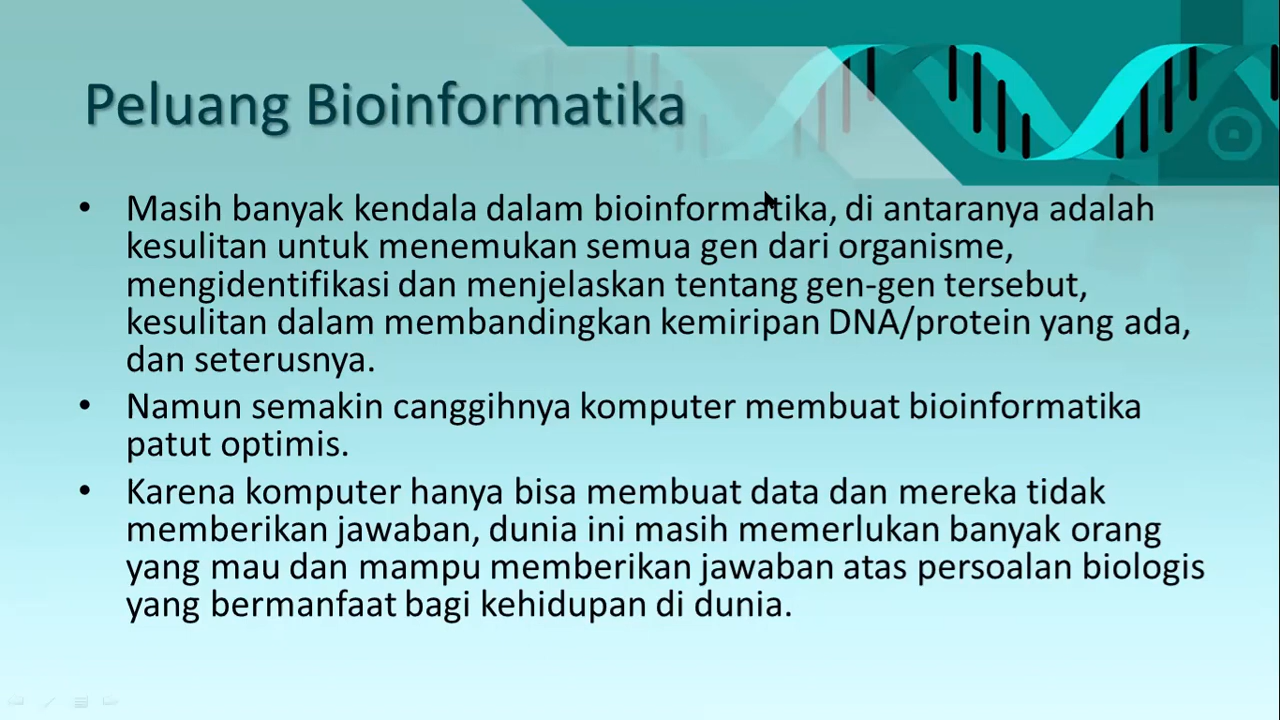 Peluang Bioinformatika
• Masih banyak kendala dalam bioinformatika, di antaranya adalah
kesulitan untuk menemukan semua gen dari organisme,
mengidentifikasi dan menjelaskan tentang gen-gen tersebut,
kesulitan dalam membandingkan kemiripan DNA/protein yang ada,
dan seterusnya.
• Namun semakin canggihnya komputer membuat bioinformatika
patut optimis.
• Karena komputer hanya bisa membuat data dan mereka tidak
memberikan jawaban, dunia ini masih memerlukan banyak orang
yang mau dan mampu memberikan jawaban atas persoalan biologis
yang bermanfaat bagi kehidupan di dunia.